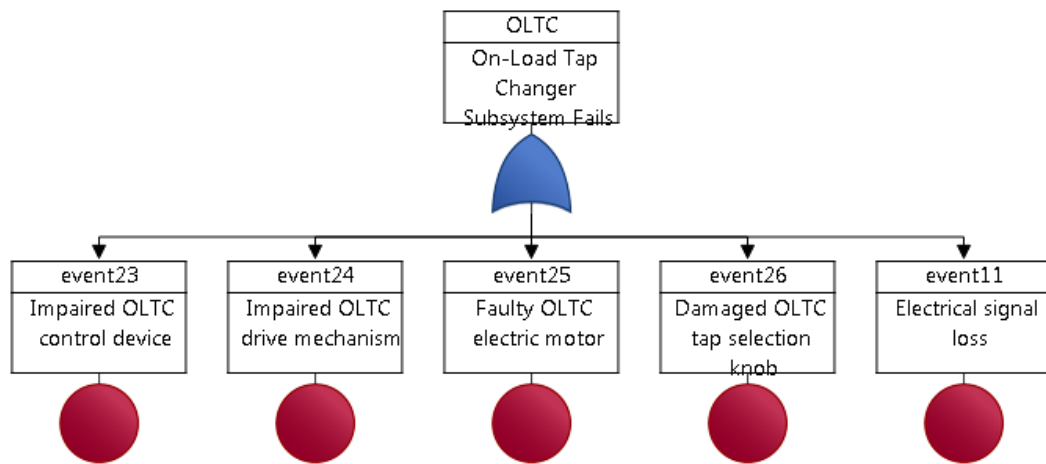 OLTC
On-Load Tap
Changer
Subsystem Fails
event23
Impaired OLTC
control device
event24
Impaired OLTC
drive mechanism
event25
Faulty OLTC
electric motor
event26
Damaged OLTC
tap selection
knob
event11
Electrical signal
loss